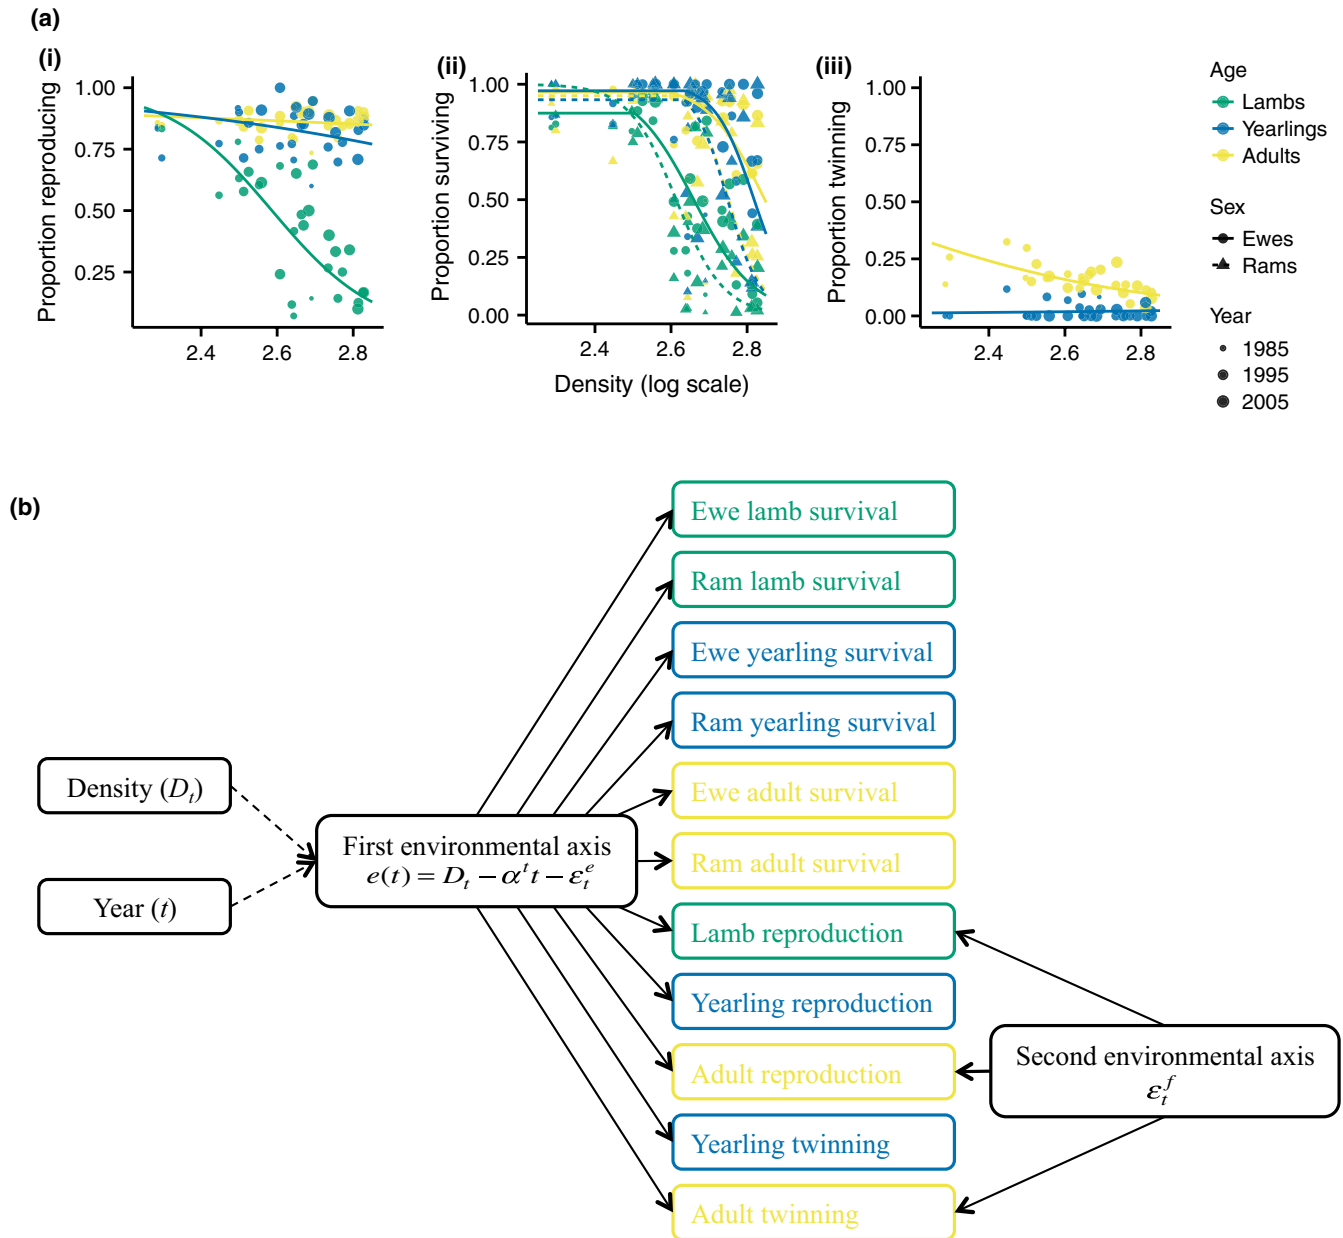 (a)
(i)
Proportion reproducing
1.00
0.75
0.50
0.25
2.4 2.6 2.8
(ii)
Proportion surviving
1.00
0.75
0.50
0.25
0.00
2.4 2.6 2.8
Density (log scale)
(iii)
Proportion twinning
1.00
0.75
0.50
0.25
0.00
2.4 2.6 2.8
Age
Lambs
Yearlings
Adults
Sex
Ewes
Rams
Year
1985
1995
2005
(b)
Density (Dₜ)
Year (t)
First environmental axis
e(t) = Dₜ − αᵗt − εₜᵉ
Ewe lamb survival
Ram lamb survival
Ewe yearling survival
Ram yearling survival
Ewe adult survival
Ram adult survival
Lamb reproduction
Yearling reproduction
Adult reproduction
Yearling twinning
Adult twinning
Second environmental axis
εₜᶠ